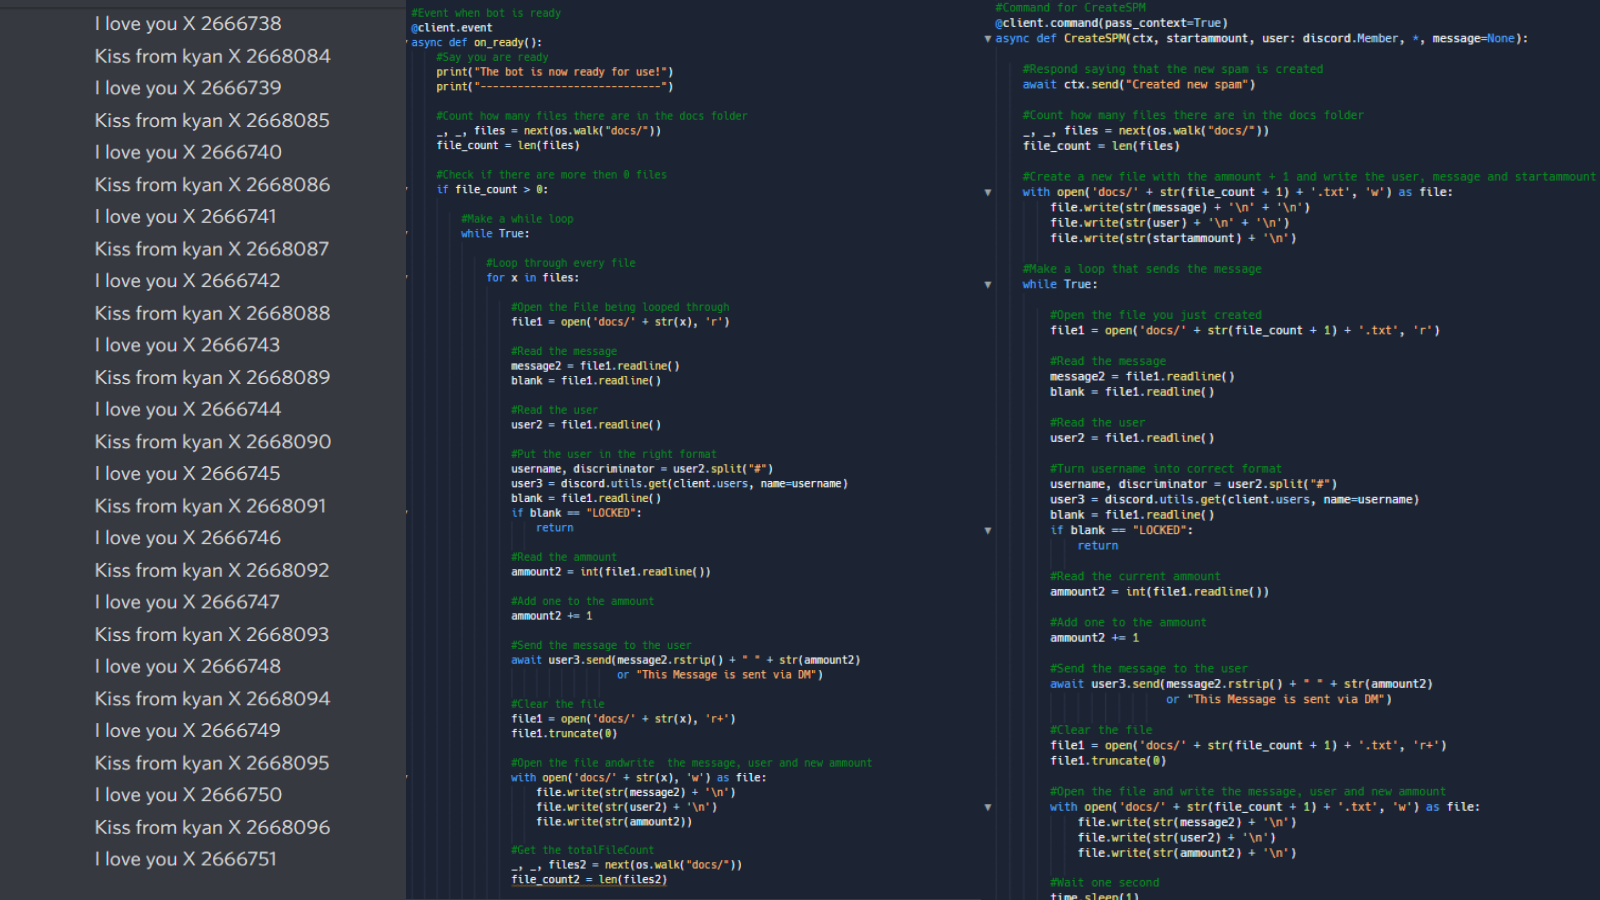 I love you X 2666738
Kiss from kyan X 2668084
I love you X 2666739
Kiss from kyan X 2668085
I love you X 2666740
Kiss from kyan X 2668086
I love you X 2666741
Kiss from kyan X 2668087
I love you X 2666742
Kiss from kyan X 2668088
I love you X 2666743
Kiss from kyan X 2668089
I love you X 2666744
Kiss from kyan X 2668090
I love you X 2666745
Kiss from kyan X 2668091
I love you X 2666746
Kiss from kyan X 2668092
I love you X 2666747
Kiss from kyan X 2668093
I love you X 2666748
Kiss from kyan X 2668094
I love you X 2666749
Kiss from kyan X 2668095
I love you X 2666750
Kiss from kyan X 2668096
I love you X 2666751
#Event when bot is ready
@client.event
async def on_ready():
#Say you are ready
print("The bot is now ready for use!")
print("-----------------------------")
#Count how many files there are in the docs folder
_, _, files = next(os.walk("docs/"))
file_count = len(files)
#Check if there are more then 0 files
if file_count > 0:
#Make a while loop
while True:
#Loop through every file
for x in files:
#Open the File being looped through
file1 = open('docs/' + str(x), 'r')
#Read the message
message2 = file1.readline()
blank = file1.readline()
#Read the user
user2 = file1.readline()
#Put the user in the right format
username, discriminator = user2.split("#")
user3 = discord.utils.get(client.users, name=username)
blank = file1.readline()
if blank == "LOCKED":
return
#Read the ammount
ammount2 = int(file1.readline())
#Add one to the ammount
ammount2 += 1
#Send the message to the user
await user3.send(message2.rstrip() + " " + str(ammount2)
or "This Message is sent via DM")
#Clear the file
file1 = open('docs/' + str(x), 'r+')
file1.truncate(0)
#Open the file andwrite  the message, user and new ammount
with open('docs/' + str(x), 'w') as file:
file.write(str(message2) + '\n')
file.write(str(user2) + '\n')
file.write(str(ammount2))
#Get the totalFileCount
_, _, files2 = next(os.walk("docs/"))
file_count2 = len(files2)
#Command for CreateSPM
@client.command(pass_context=True)
async def CreateSPM(ctx, startammount, user: discord.Member, *, message=None):
#Respond saying that the new spam is created
await ctx.send("Created new spam")
#Count how many files there are in the docs folder
_, _, files = next(os.walk("docs/"))
file_count = len(files)
#Create a new file with the ammount + 1 and write the user, message and startammount
with open('docs/' + str(file_count + 1) + '.txt', 'w') as file:
file.write(str(message) + '\n' + '\n')
file.write(str(user) + '\n' + '\n')
file.write(str(startammount) + '\n')
#Make a loop that sends the message
while True:
#Open the file you just created
file1 = open('docs/' + str(file_count + 1) + '.txt', 'r')
#Read the message
message2 = file1.readline()
blank = file1.readline()
#Read the user
user2 = file1.readline()
#Turn username into correct format
username, discriminator = user2.split("#")
user3 = discord.utils.get(client.users, name=username)
blank = file1.readline()
if blank == "LOCKED":
return
#Read the current ammount
ammount2 = int(file1.readline())
#Add one to the ammount
ammount2 += 1
#Send the message to the user
await user3.send(message2.rstrip() + " " + str(ammount2)
or "This Message is sent via DM")
#Clear the file
file1 = open('docs/' + str(file_count + 1) + '.txt', 'r+')
file1.truncate(0)
#Open the file and write the message, user and new ammount
with open('docs/' + str(file_count + 1) + '.txt', 'w') as file:
file.write(str(message2) + '\n')
file.write(str(user2) + '\n')
file.write(str(ammount2) + '\n')
#Wait one second
time.sleep(1)